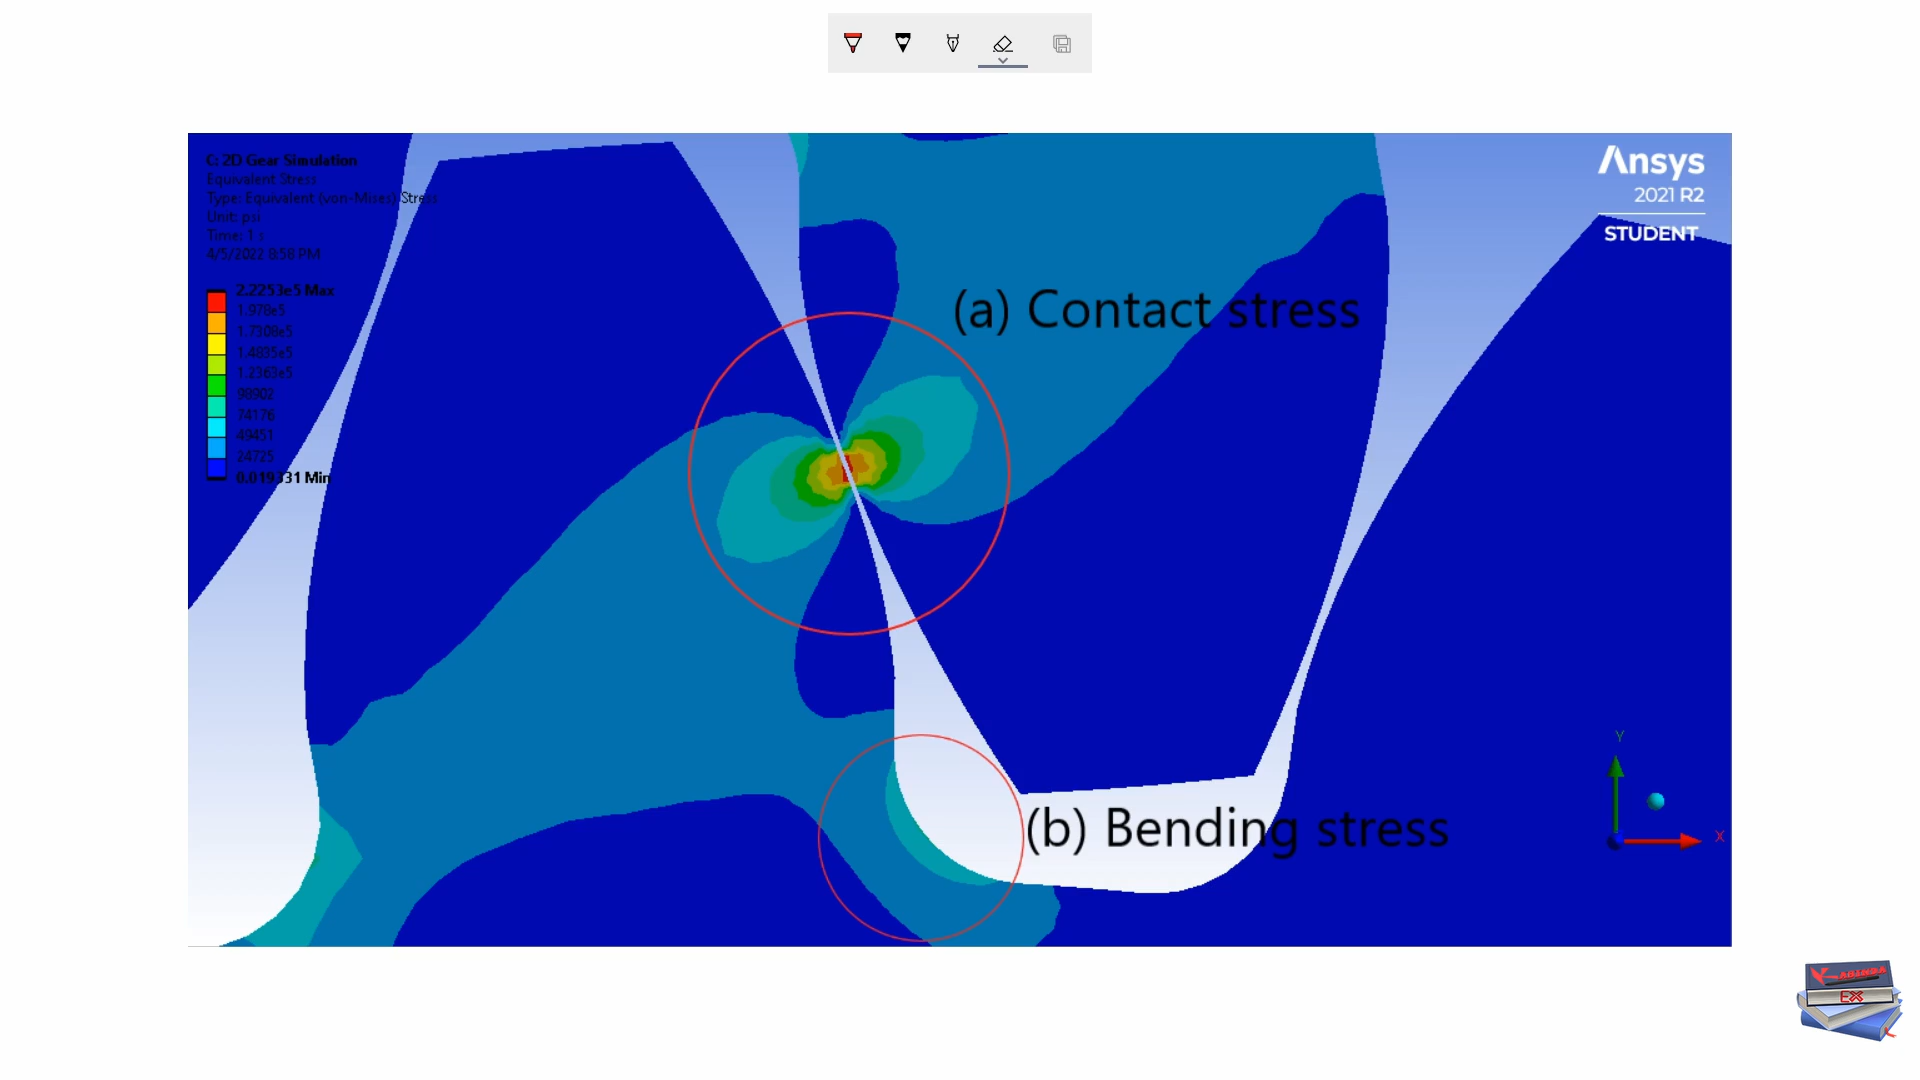 C: 2D Gear Simulation
Equivalent Stress
Type: Equivalent (von-Mises) Stress
Unit: psi
Time: 1 s
4/5/2022 8:58 PM
2.2253e5 Max
1.978e5
1.7308e5
1.4835e5
1.2363e5
98902
74176
49451
24725
0.019331 Min
Ansys
2021 R2
STUDENT
(a) Contact stress
(b) Bending stress
Y
X
EX